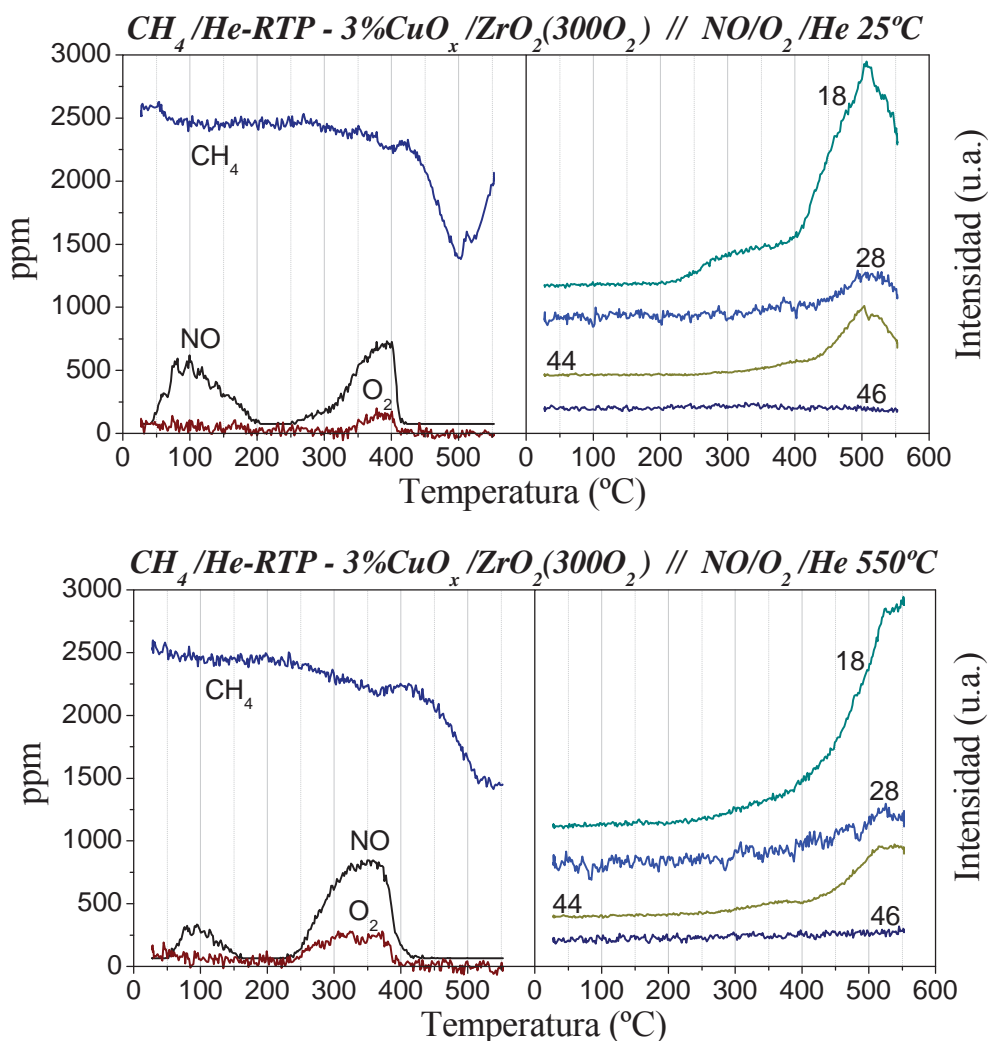 CH4/He-RTP - 3%CuOx/ZrO2(300O2) // NO/O2/He 25ºC
3000
2500
2000
1500
1000
500
0
ppm
CH4
NO
O2
18
28
44
46
Intensidad (u.a.)
0 100 200 300 400 500 0 100 200 300 400 500 600
Temperatura (ºC)
CH4/He-RTP - 3%CuOx/ZrO2(300O2) // NO/O2/He 550ºC
3000
2500
2000
1500
1000
500
0
ppm
CH4
NO
O2
18
28
44
46
Intensidad (u.a.)
0 100 200 300 400 500 0 100 200 300 400 500 600
Temperatura (ºC)